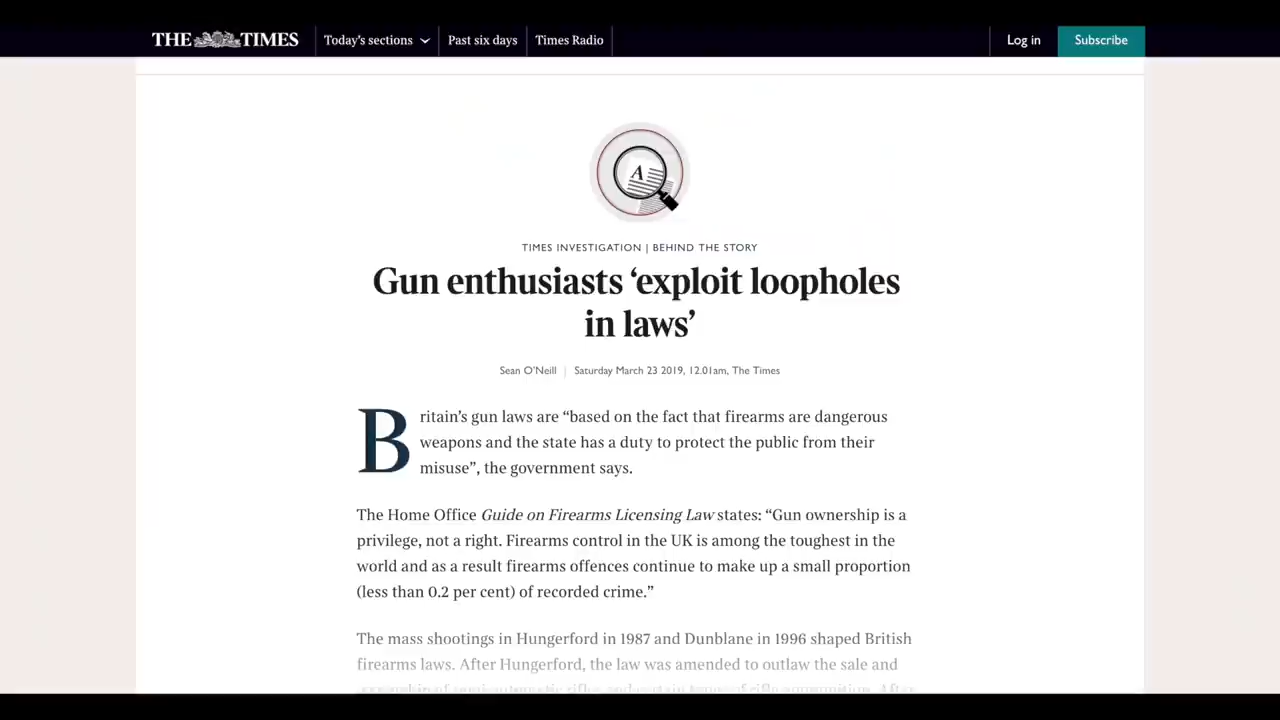 THE TIMES
Today's sections
Past six days
Times Radio
Log in
Subscribe
A
TIMES INVESTIGATION | BEHIND THE STORY
Gun enthusiasts ‘exploit loopholes
in laws’
Sean O'Neill | Saturday March 23 2019, 12.01am, The Times
Britain's gun laws are “based on the fact that firearms are dangerous
weapons and the state has a duty to protect the public from their
misuse”, the government says.
The Home Office Guide on Firearms Licensing Law states: “Gun ownership is a
privilege, not a right. Firearms control in the UK is among the toughest in the
world and as a result firearms offences continue to make up a small proportion
(less than 0.2 per cent) of recorded crime.”
The mass shootings in Hungerford in 1987 and Dunblane in 1996 shaped British
firearms laws. After Hungerford, the law was amended to outlaw the sale and